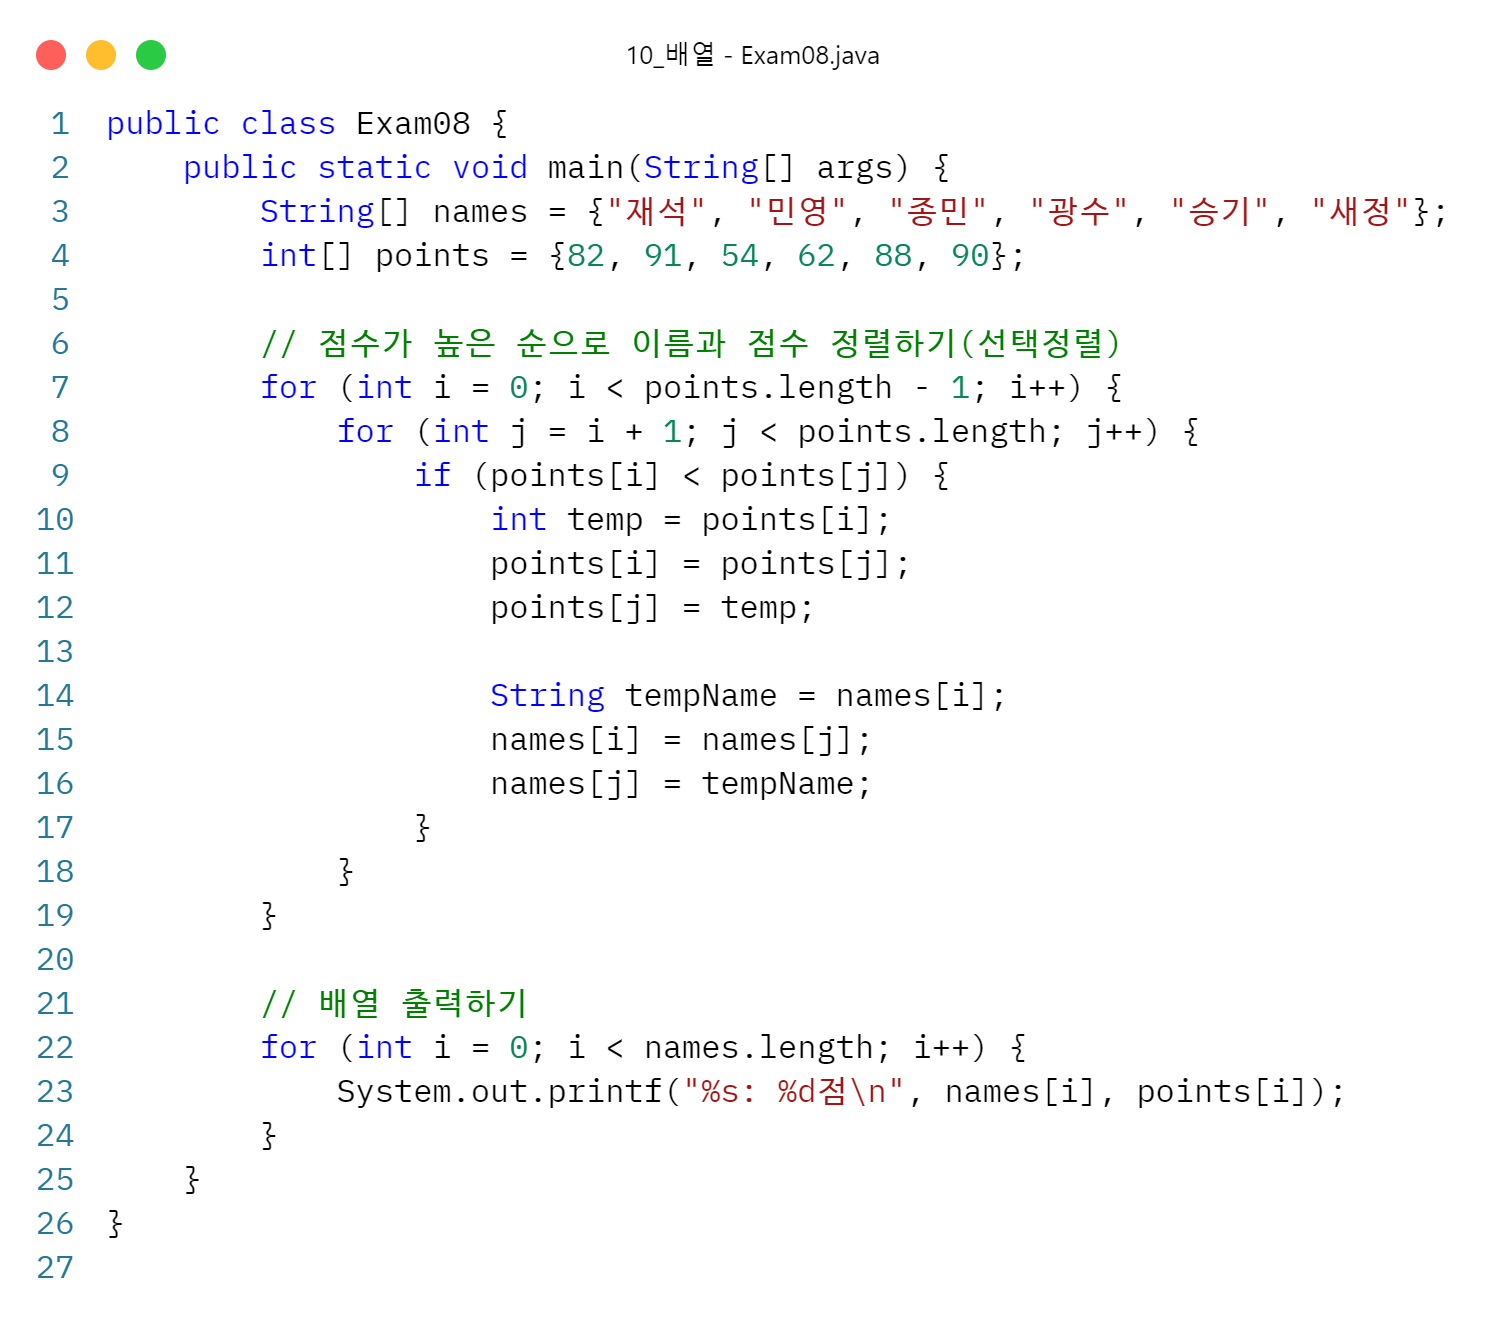 10_배열 - Exam08.java
1 public class Exam08 {
2     public static void main(String[] args) {
3         String[] names = {"재석", "민영", "종민", "광수", "승기", "새정"};
4         int[] points = {82, 91, 54, 62, 88, 90};
5
6         // 점수가 높은 순으로 이름과 점수 정렬하기(선택정렬)
7         for (int i = 0; i < points.length - 1; i++) {
8             for (int j = i + 1; j < points.length; j++) {
9                 if (points[i] < points[j]) {
10                     int temp = points[i];
11                     points[i] = points[j];
12                     points[j] = temp;
13
14                     String tempName = names[i];
15                     names[i] = names[j];
16                     names[j] = tempName;
17                 }
18             }
19         }
20
21         // 배열 출력하기
22         for (int i = 0; i < names.length; i++) {
23             System.out.printf("%s: %d점\n", names[i], points[i]);
24         }
25     }
26 }
27